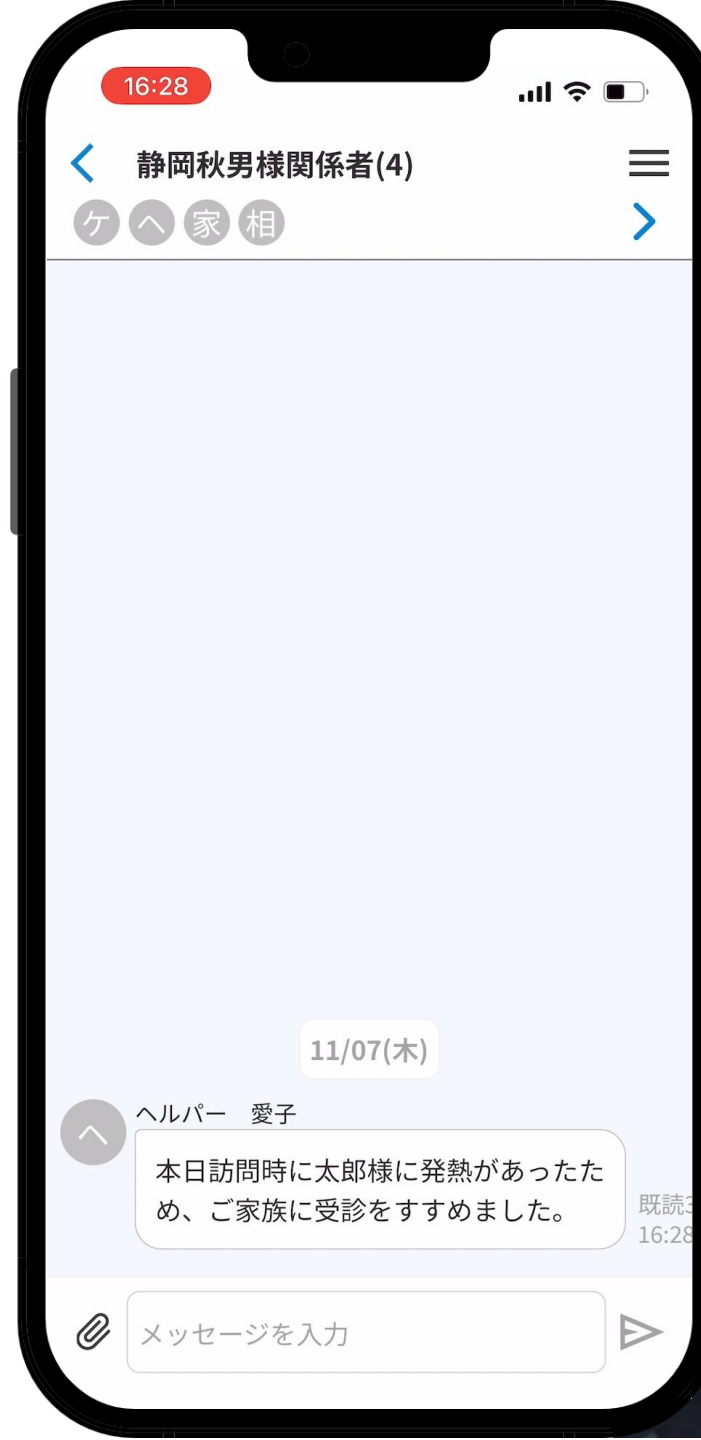 16:28
静岡秋男様関係者(4)
ケ ヘ 家 相
11/07(木)
ヘ
ヘルパー　愛子
本日訪問時に太郎様に発熱があったた
め、ご家族に受診をすすめました。
既読3
16:28
メッセージを入力